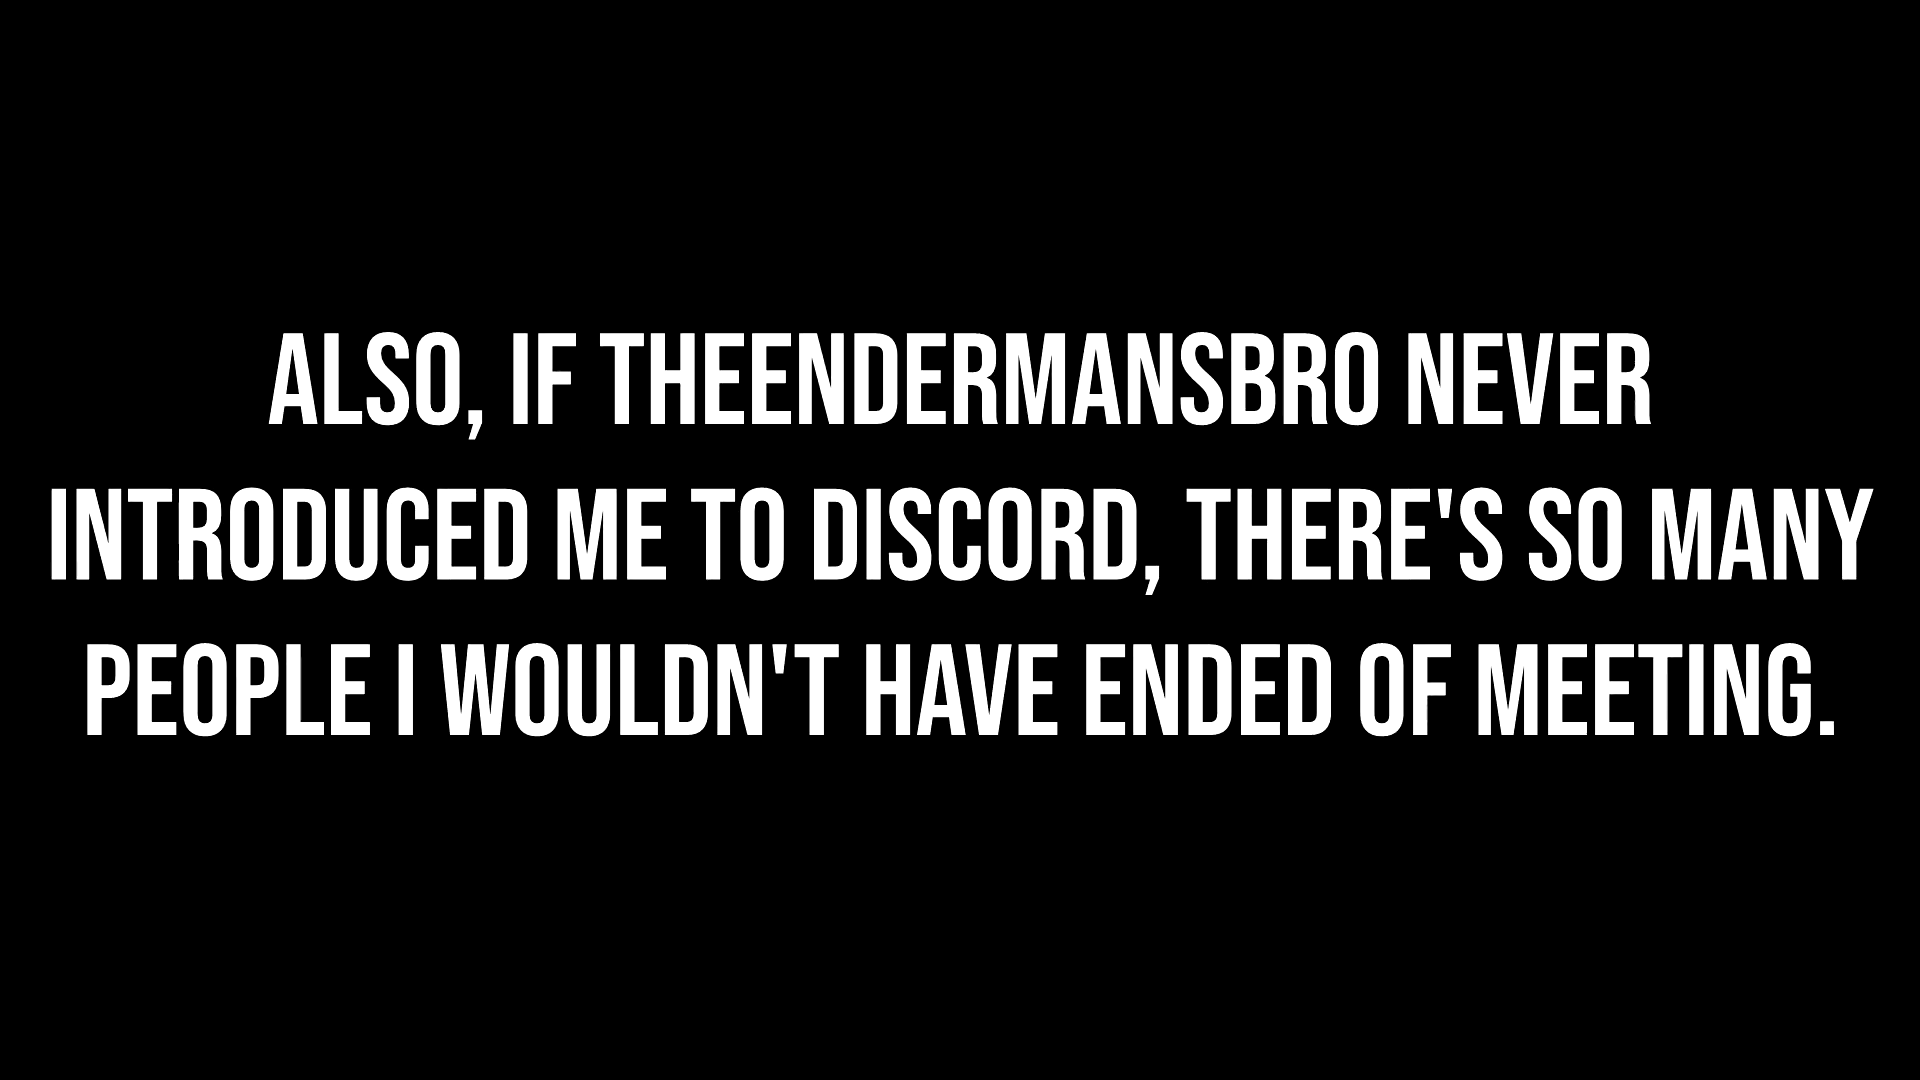 ALSO, IF THEENDERMANSBRO NEVER
INTRODUCED ME TO DISCORD, THERE'S SO MANY
PEOPLE I WOULDN'T HAVE ENDED OF MEETING.